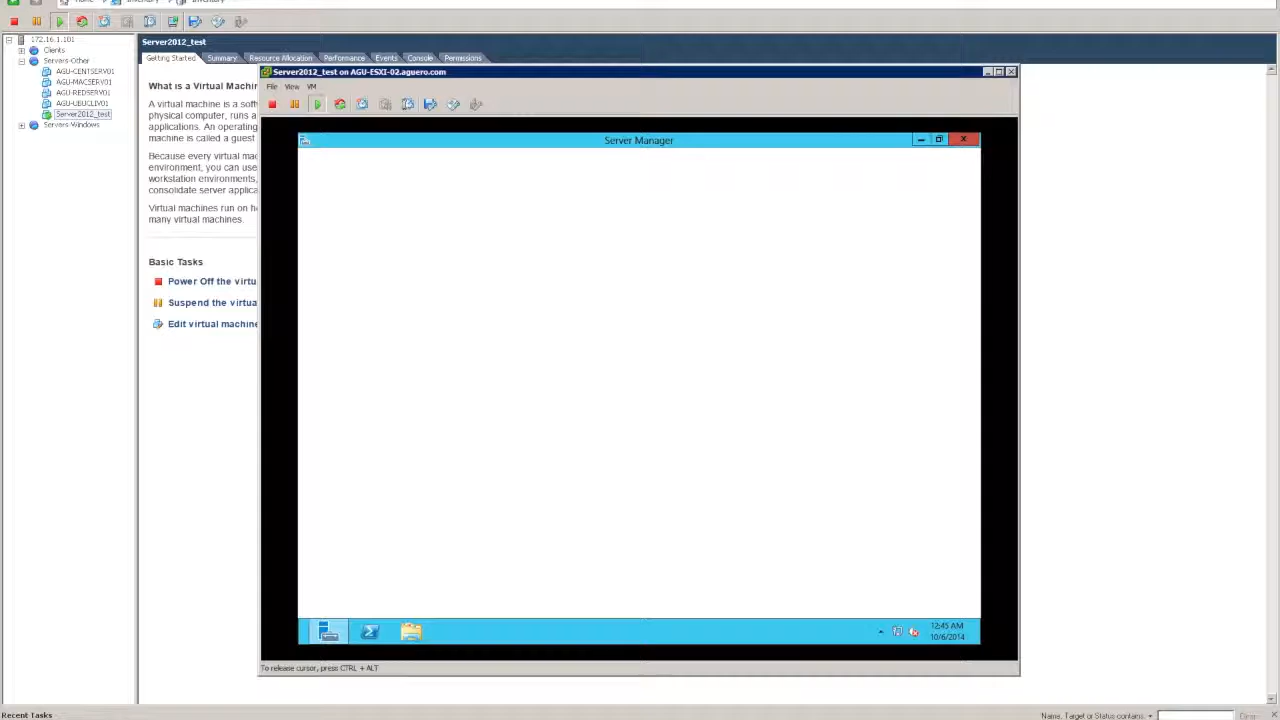 Home
Inventory
Inventory
172.16.1.101
Clients
Servers-Other
AGU-CENTSERV01
AGU-MACSERV01
AGU-REDSERV01
AGU-UBUCLIV01
Server2012_test
Servers-Windows
Server2012_test
Getting Started
Summary
Resource Allocation
Performance
Events
Console
Permissions
What is a Virtual Machin
A virtual machine is a soft
physical computer, runs a
applications. An operating
machine is called a guest
Because every virtual mac
environment, you can use
workstation environments,
consolidate server applica
Virtual machines run on h
many virtual machines.
Basic Tasks
Power Off the virtu
Suspend the virtua
Edit virtual machine
Server2012_test on AGU-ESXI-02.aguero.com
File View VM
Server Manager
12:45 AM
10/6/2014
To release cursor, press CTRL + ALT
Recent Tasks
Name, Target or Status contains: